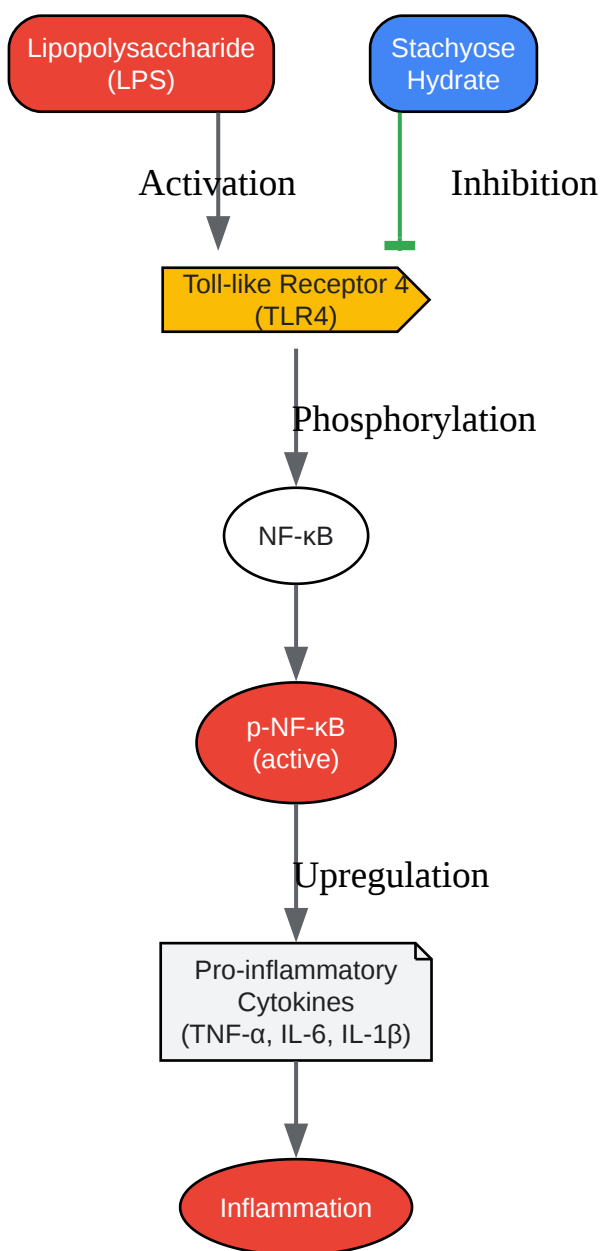 Lipopolysaccharide
(LPS)
Stachyose
Hydrate
Activation
Inhibition
Toll-like Receptor 4
(TLR4)
Phosphorylation
NF-κB
p-NF-κB
(active)
Upregulation
Pro-inflammatory
Cytokines
(TNF-α, IL-6, IL-1β)
Inflammation